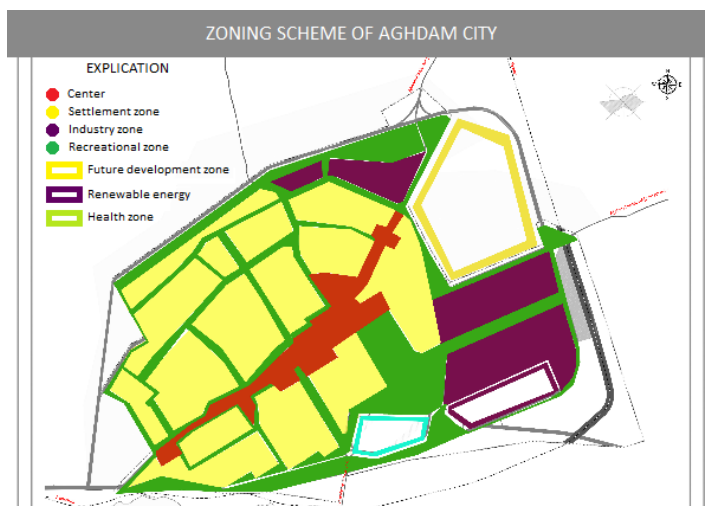 ZONING SCHEME OF AGHDAM CITY
EXPLICATION
Center
Settlement zone
Industry zone
Recreational zone
Future development zone
Renewable energy
Health zone